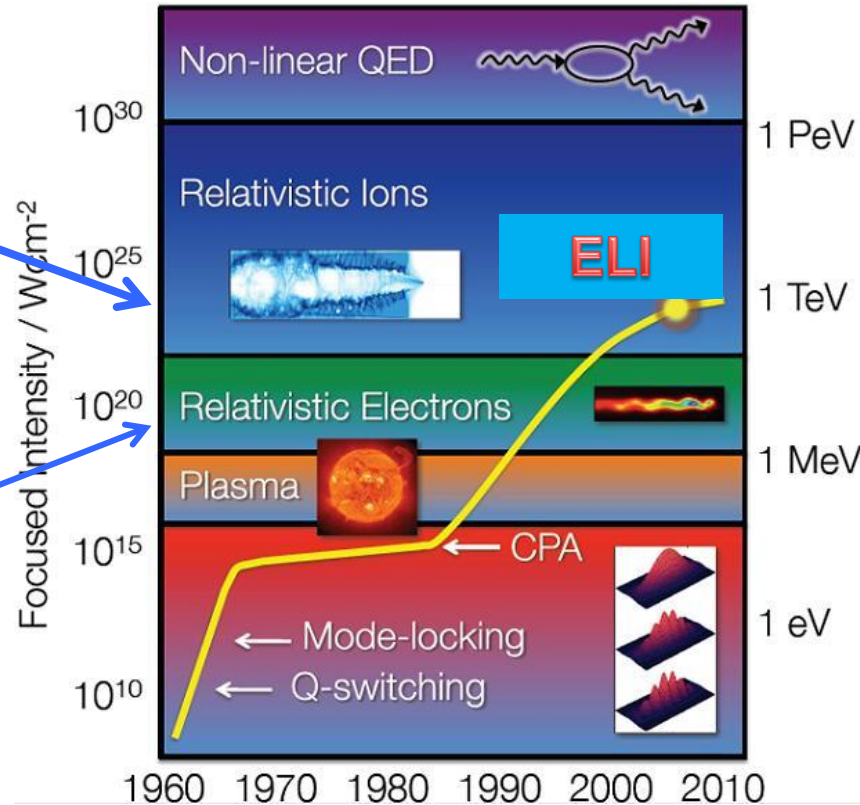 Non-linear QED
10³⁰
1 PeV
Relativistic Ions
ELI
10²⁵
1 TeV
Focused Intensity / Wcm⁻²
10²⁰
Relativistic Electrons
1 MeV
Plasma
10¹⁵
CPA
1 eV
Mode-locking
10¹⁰
Q-switching
1960 1970 1980 1990 2000 2010